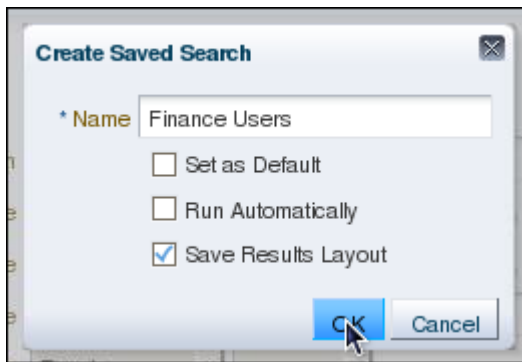 Create Saved Search
* Name Finance Users
Set as Default
Run Automatically
Save Results Layout
OK Cancel